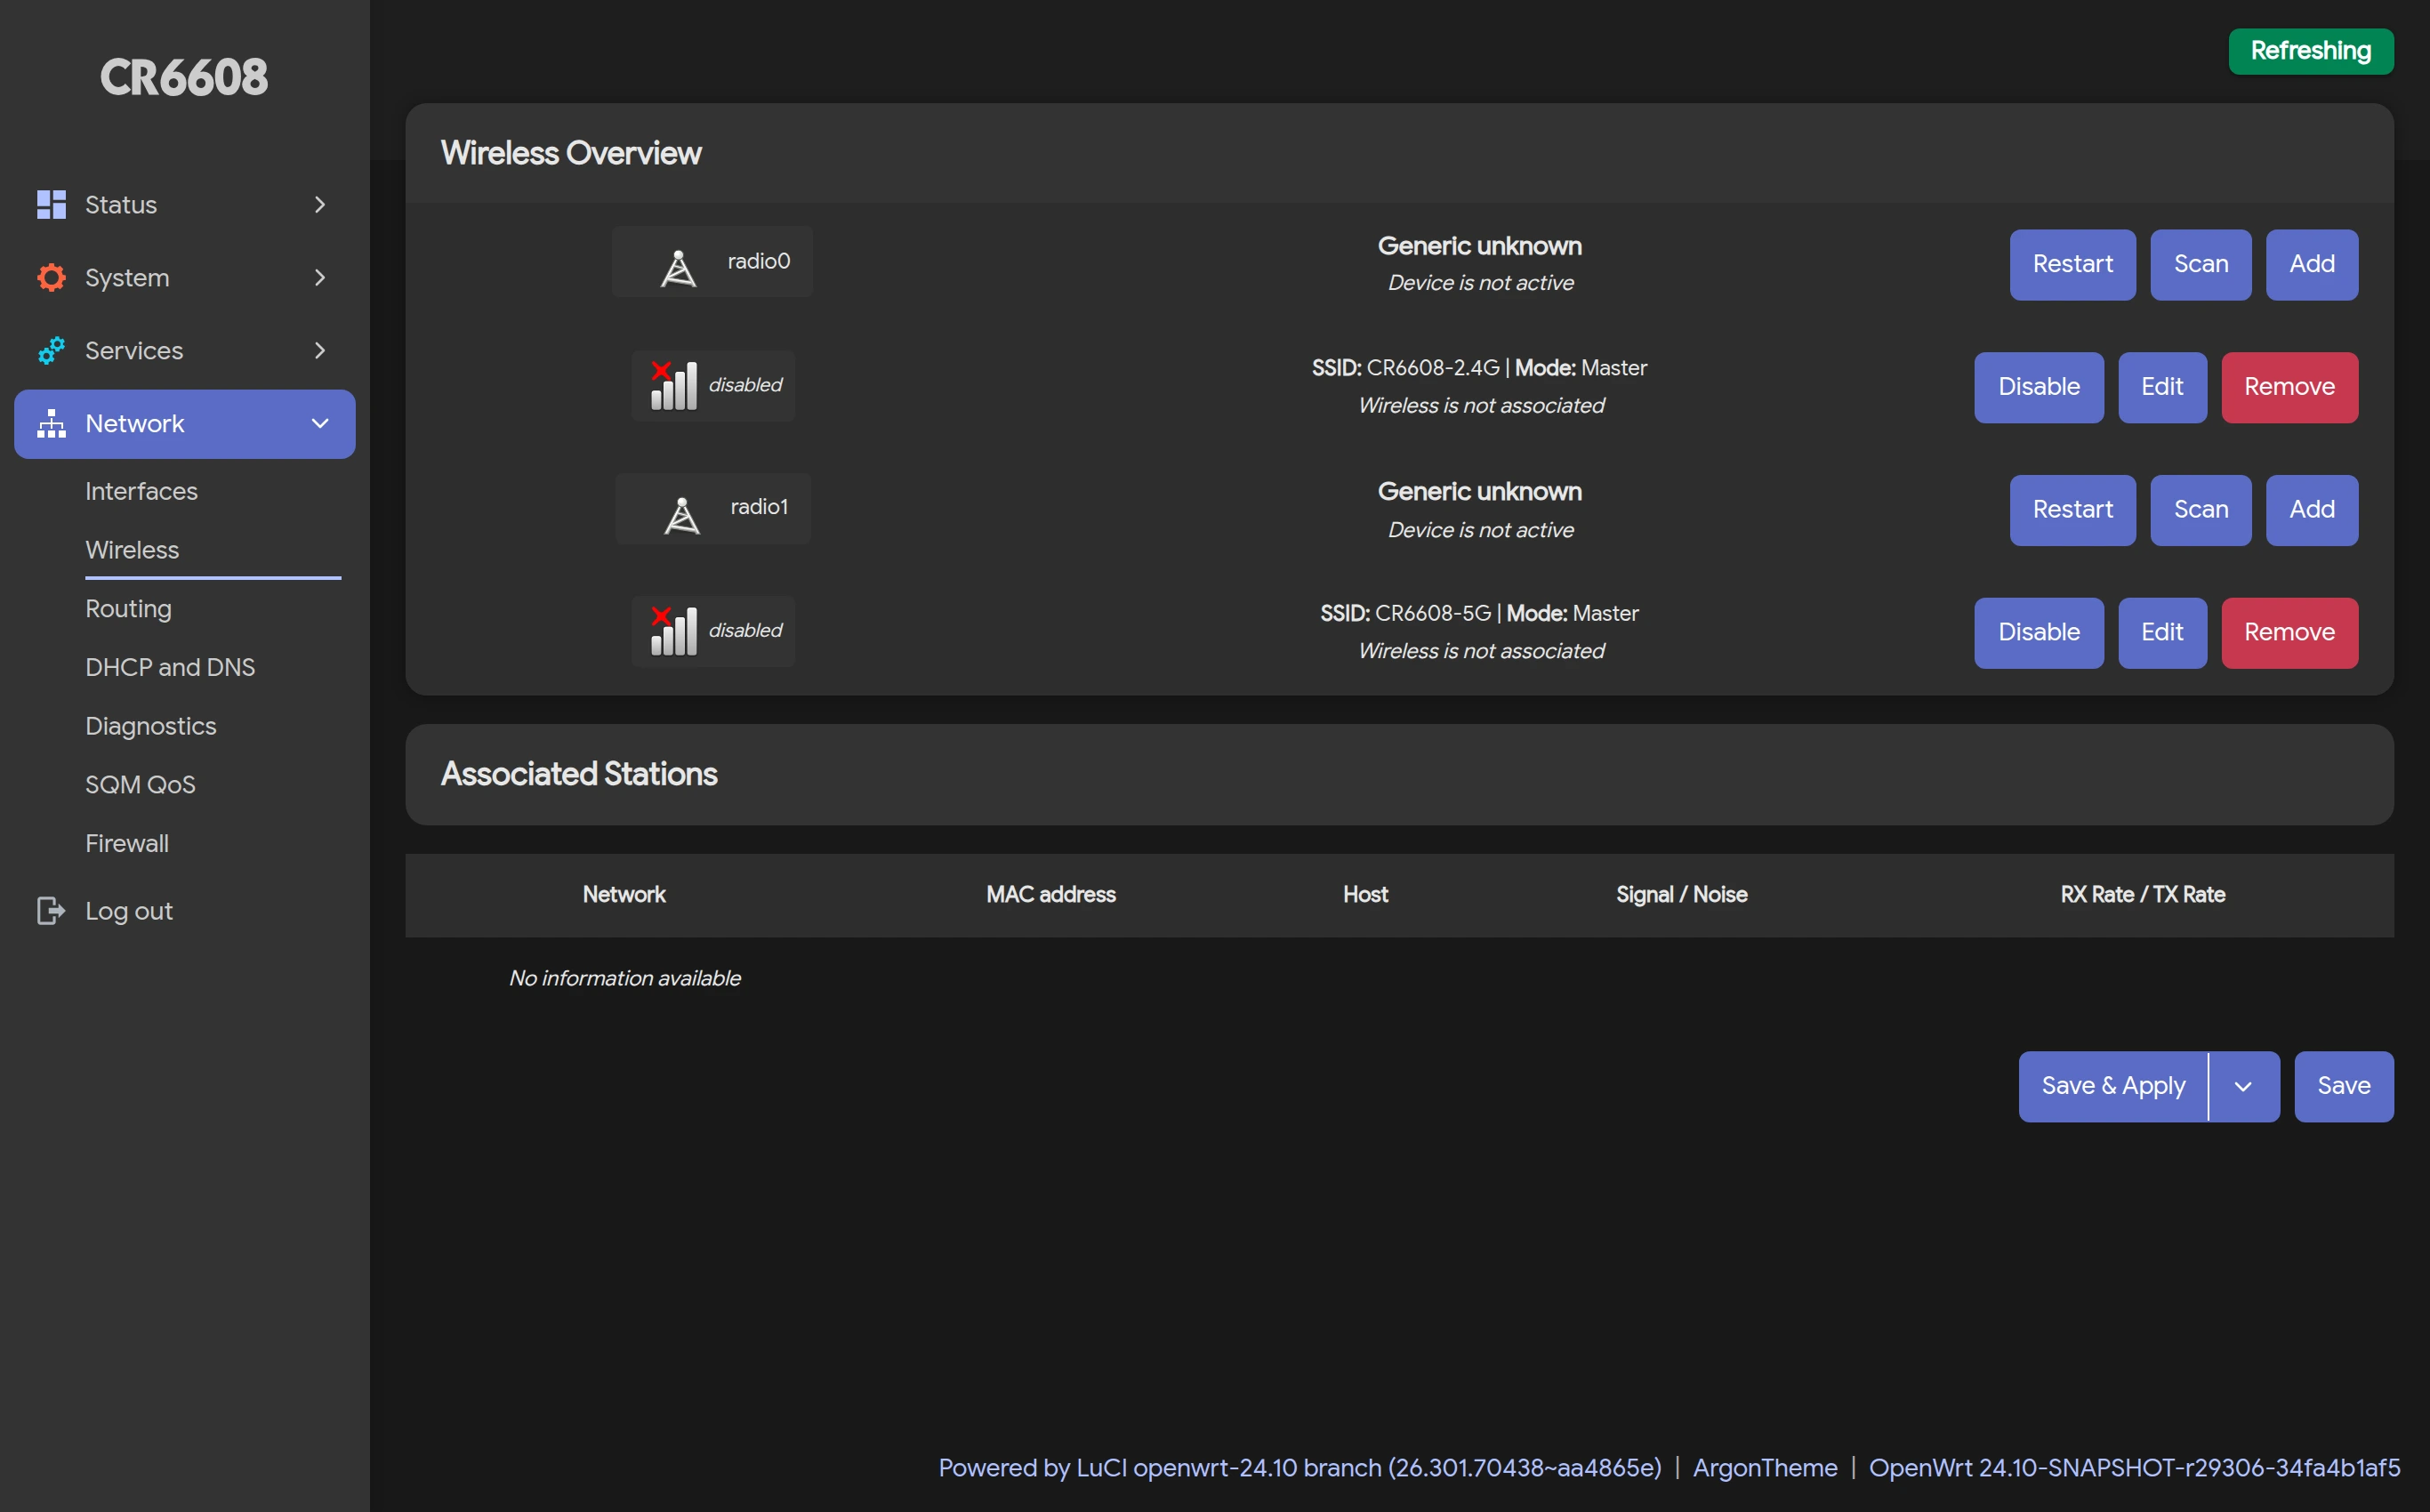 CR6608
Refreshing
Status
System
Services
Network
Interfaces
Wireless
Routing
DHCP and DNS
Diagnostics
SQM QoS
Firewall
Log out
Wireless Overview
radio0
Generic unknown
Device is not active
Restart Scan Add
disabled
SSID: CR6608-2.4G | Mode: Master
Wireless is not associated
Disable Edit Remove
radio1
Generic unknown
Device is not active
Restart Scan Add
disabled
SSID: CR6608-5G | Mode: Master
Wireless is not associated
Disable Edit Remove
Associated Stations
Network MAC address Host Signal / Noise RX Rate / TX Rate
No information available
Save & Apply Save
Powered by LuCI openwrt-24.10 branch (26.301.70438~aa4865e) | ArgonTheme | OpenWrt 24.10-SNAPSHOT-r29306-34fa4b1af5